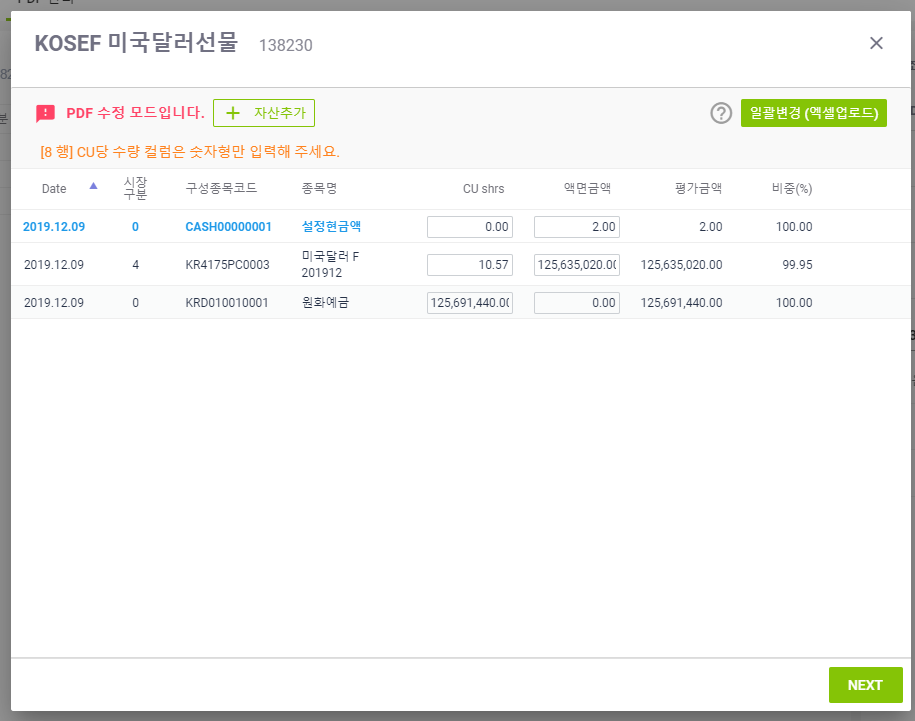 KOSEF 미국달러선물 138230
PDF 수정 모드입니다. + 자산추가 일괄변경 (엑셀업로드)
[8 행] CU당 수량 컬럼은 숫자형만 입력해 주세요.
Date 시장구분 구성종목코드 종목명 CU shrs 액면금액 평가금액 비중(%)
2019.12.09 0 CASH00000001 설정현금액 0.00 2.00 2.00 100.00
2019.12.09 4 KR4175PC0003 미국달러 F 201912 10.57 125,635,020.00 125,635,020.00 99.95
2019.12.09 0 KRD010010001 원화예금 125,691,440.00 0.00 125,691,440.00 100.00
NEXT